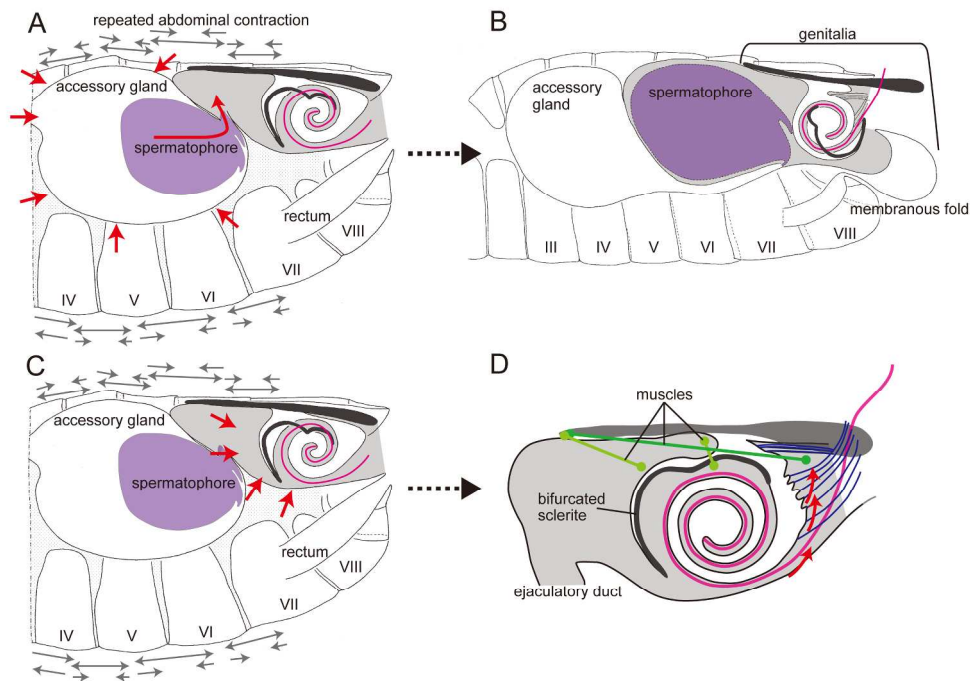 A
repeated abdominal contraction
accessory gland
spermatophore
rectum
IV
V
VI
VII
VIII
B
genitalia
accessory
gland
spermatophore
membranous fold
III
IV
V
VI
VII
VIII
C
accessory gland
spermatophore
rectum
IV
V
VI
VII
VIII
D
muscles
bifurcated
sclerite
ejaculatory duct